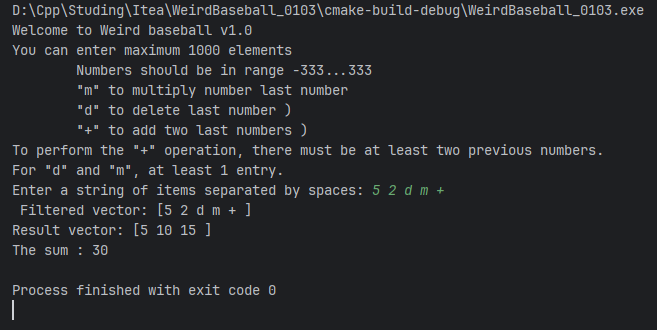 D:\Cpp\Studing\Itea\WeirdBaseball_0103\cmake-build-debug\WeirdBaseball_0103.exe
Welcome to Weird baseball v1.0
You can enter maximum 1000 elements
Numbers should be in range -333...333
"m" to multiply number last number
"d" to delete last number )
"+" to add two last numbers )
To perform the "+" operation, there must be at least two previous numbers.
For "d" and "m", at least 1 entry.
Enter a string of items separated by spaces: 5 2 d m +
Filtered vector: [5 2 d m + ]
Result vector: [5 10 15 ]
The sum : 30
Process finished with exit code 0